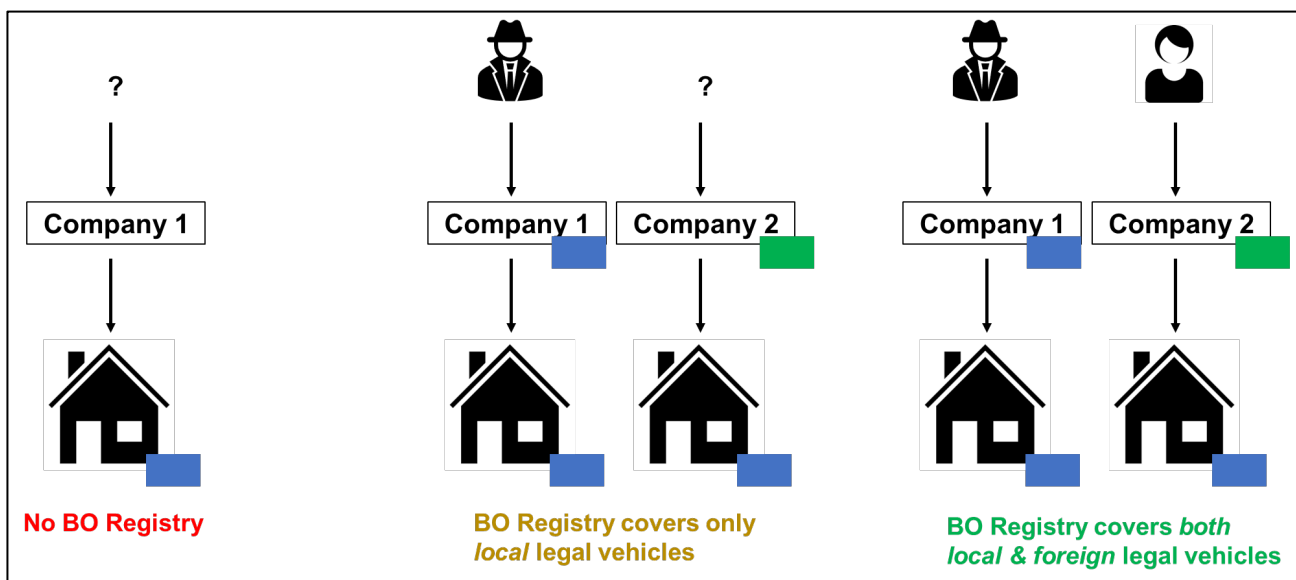 ?
?
Company 1
Company 1
Company 2
Company 1
Company 2
No BO Registry
BO Registry covers only
local legal vehicles
BO Registry covers both
local & foreign legal vehicles